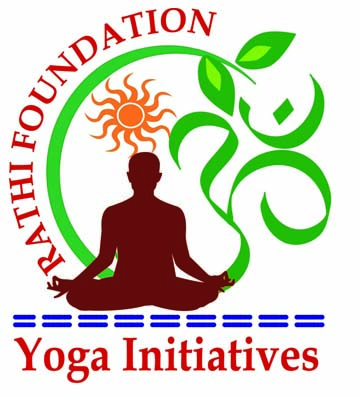 RATHI FOUNDATION
ॐ
Yoga Initiatives